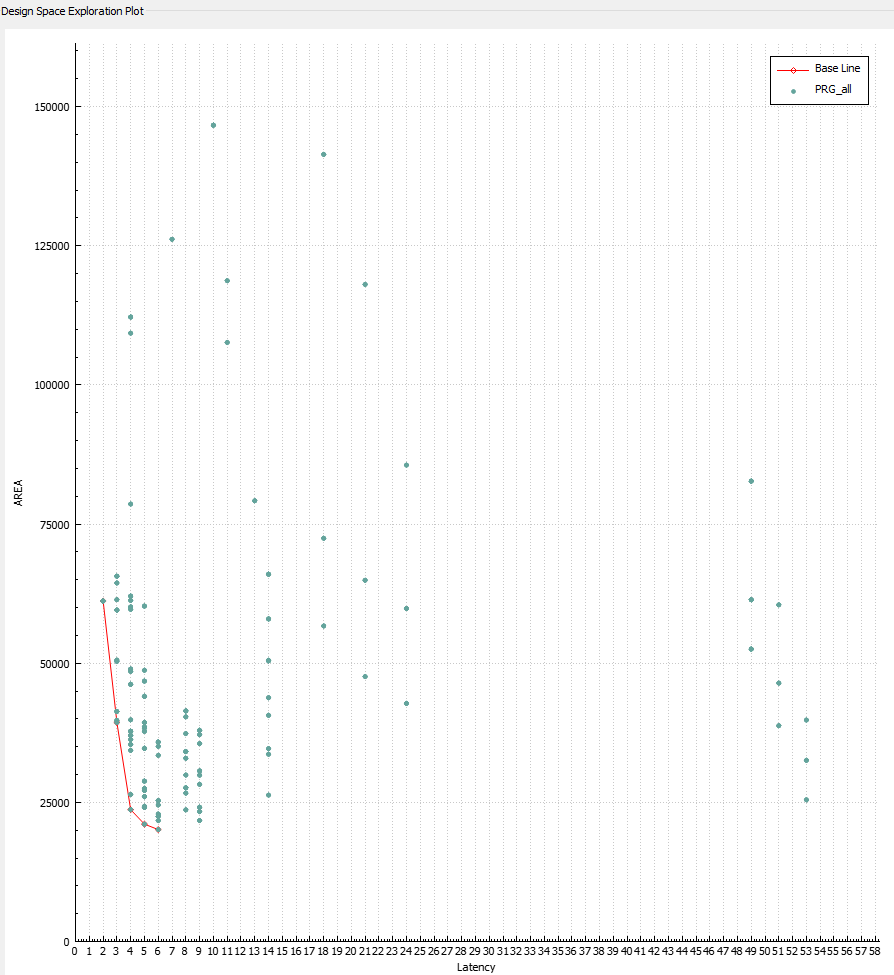 Design Space Exploration Plot
Base Line
PRG_all
150000
125000
100000
75000
50000
25000
0
AREA
0 1 2 3 4 5 6 7 8 9 10 11 12 13 14 15 16 17 18 19 20 21 22 23 24 25 26 27 28 29 30 31 32 33 34 35 36 37 38 39 40 41 42 43 44 45 46 47 48 49 50 51 52 53 54 55 56 57 58
Latency